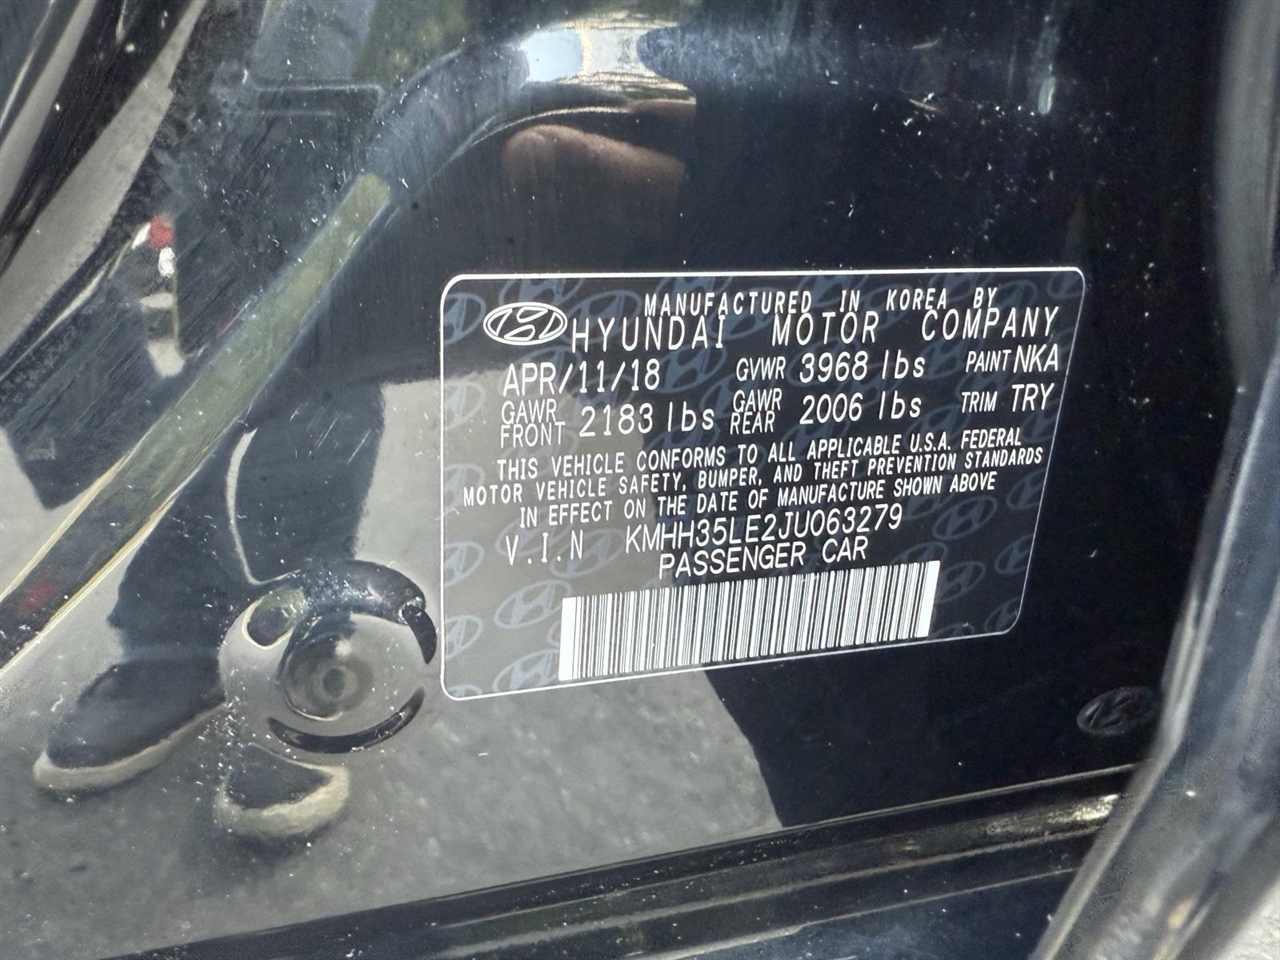 MANUFACTURED IN KOREA BY
HYUNDAI MOTOR COMPANY
APR/11/18 GVWR 3968 lbs PAINT NKA
GAWR FRONT 2183 lbs GAWR REAR 2006 lbs TRIM TRY
THIS VEHICLE CONFORMS TO ALL APPLICABLE U.S.A. FEDERAL
MOTOR VEHICLE SAFETY, BUMPER, AND THEFT PREVENTION STANDARDS
IN EFFECT ON THE DATE OF MANUFACTURE SHOWN ABOVE
V.I.N KMHH35LE2JU063279
PASSENGER CAR